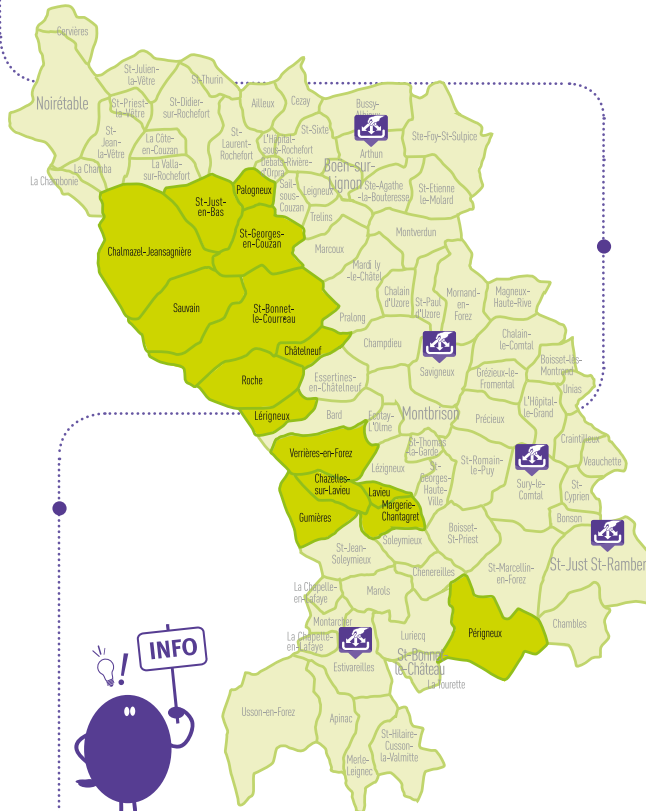 Cervières
St-Julien-
la-Vêtre
St-Thurin
Noirétable
St-Priest-
la-Vêtre
St-Didier-
sur-Rochefort
Ailleux
Cezay
Bussy-
St-
Jean-
la-Vêtre
La Côte-
en-Couzan
St-
Laurent-
Rochefort
L'Hôpital-
sous-Rochefort
St-Sixte
Arthun
Ste-Foy-St-Sulpice
La Chamba
La Valla-
sur-Rochefort
Débats-Rivière-
d'Orpra
Boën-sur-
Lignon
La Chambonie
Palogneux
Sail-
sous-
Couzan
Leigneux
Ste-Agathe
-la-Bouteresse
St-Etienne
le-Molard
St-Just-
en-Bas
Trelins
St-Georges-
en-Couzan
Montverdun
Chalmazel-Jeansagnière
Marcoux
Mardi ly
-le-Châtel
Chalain
d'Uzore
St-Paul
d'Uzore
Mornand-
en-
Forez
Magneux-
Haute-Rive
Sauvain
St-Bonnet-
le-Courreau
Pralong
Champdieu
Chalain-
le-Comtal
Châtelneuf
Savigneux
Boisset-lès-
Montrond
Roche
Essertines-
en-Châtelneuf
Grézieux-le-
Fromental
Unias
Lérigneux
Bard
Ecotay-
L'Olme
Montbrison
Précieux
L'Hôpital-
le-Grand
Craintilleux
Verrières-en-Forez
St-Thomas
-la-Garde
Lézigneux
St-Romain-
le-Puy
Veauchette
Chazelles-
sur-Lavieu
Lavieu
St-
Georges-
Haute-
Ville
Sury-le-
Comtal
St-
Cyprien
Gumières
Margerie-
Chantagret
Bonson
Boisset-
St-Priest
Soleymieux
St-Jean-
Soleymieux
St-Just St-Ramber
Chenereilles
St-Marcellin-
en-Forez
La Chapelle-
en-Lafaye
Marols
Montarcher
Chambles
La Chapelle-
en-Lafaye
Luriecq
Périgneux
St-Bonnet-
le-Château
Estivareilles
La Tourette
INFO
!
Usson-en-Forez
Apinac
St-Hilaire-
Cusson-
la-Valmitte
Merle-
Leignec